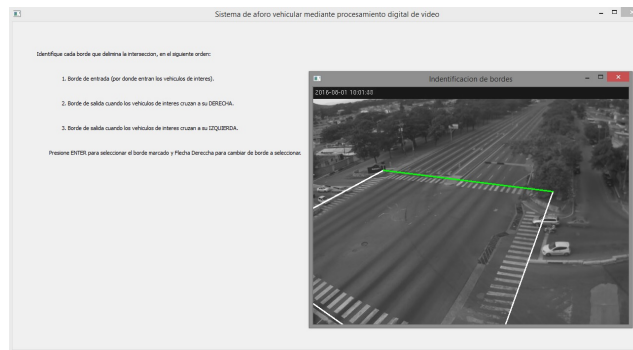 Sistema de aforo vehicular mediante procesamiento digital de video
Identifique cada borde que delimina la interseccion, en el siguiente orden:
1. Borde de entrada (por donde entran los vehiculos de interes).
2. Borde de salida cuando los vehiculos de interes cruzan a su DERECHA.
3. Borde de salida cuando los vehiculos de interes cruzan a su IZQUIERDA.
Presione ENTER para seleccionar el borde marcado y Flecha Dereccha para cambiar de borde a seleccionar.
Indentificacion de bordes
2016-08-01 10:01:48